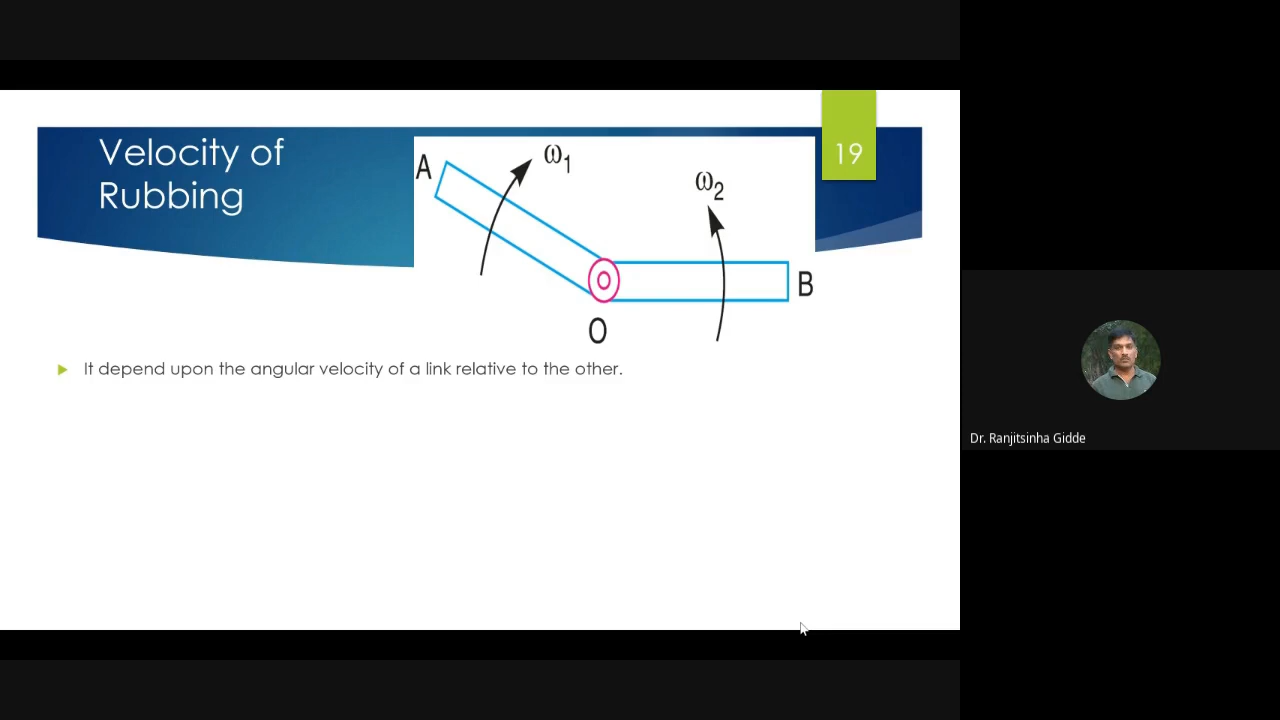 Velocity of
Rubbing
19
A
ω1
ω2
B
O
It depend upon the angular velocity of a link relative to the other.
Dr. Ranjitsinha Gidde